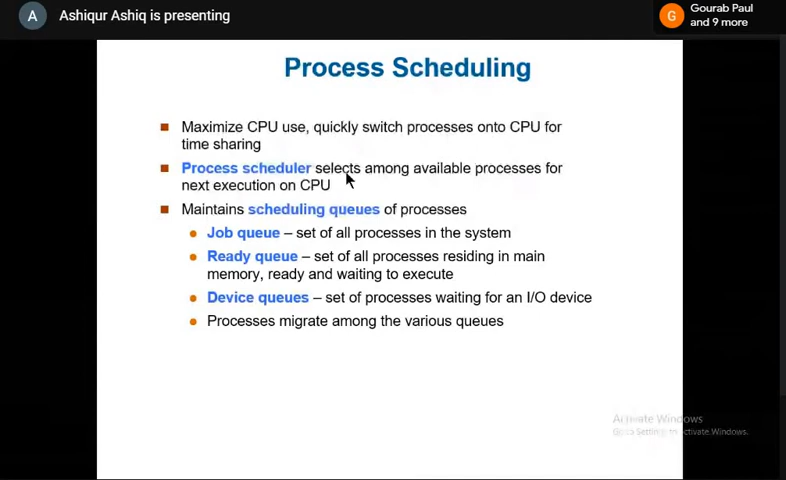 A
Ashiqur Ashiq is presenting
G
Gourab Paul
and 9 more
Process Scheduling
Maximize CPU use, quickly switch processes onto CPU for
time sharing
Process scheduler selects among available processes for
next execution on CPU
Maintains scheduling queues of processes
Job queue – set of all processes in the system
Ready queue – set of all processes residing in main
memory, ready and waiting to execute
Device queues – set of processes waiting for an I/O device
Processes migrate among the various queues
Activate Windows
Go to Settings to activate Windows.